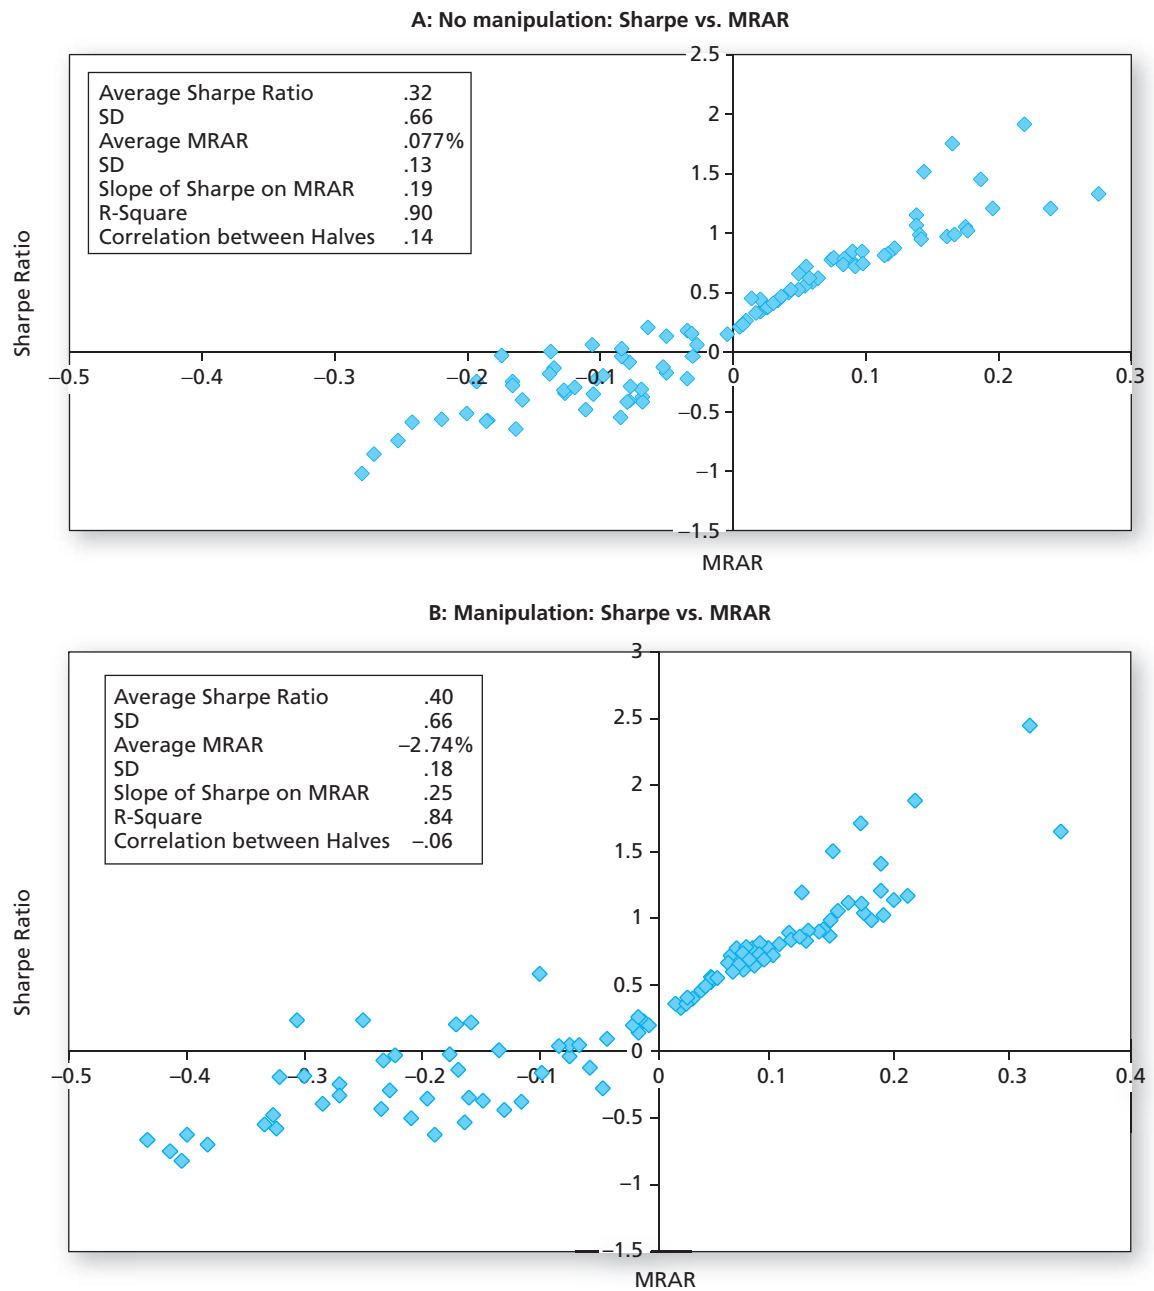 A: No manipulation: Sharpe vs. MRAR
2.5
Average Sharpe Ratio .32
SD .66
Average MRAR .077%
SD .13
Slope of Sharpe on MRAR .19
R-Square .90
Correlation between Halves .14
2
1.5
1
0.5
0
Sharpe Ratio
–0.5 –0.4 –0.3 –0.2 –0.1 0 0.1 0.2 0.3
–0.5
–1
–1.5
MRAR
B: Manipulation: Sharpe vs. MRAR
3
Average Sharpe Ratio .40
SD .66
Average MRAR –2.74%
SD .18
Slope of Sharpe on MRAR .25
R-Square .84
Correlation between Halves –.06
2.5
2
1.5
1
0.5
0
Sharpe Ratio
–0.5 –0.4 –0.3 –0.2 –0.1 0 0.1 0.2 0.3 0.4
–0.5
–1
–1.5
MRAR